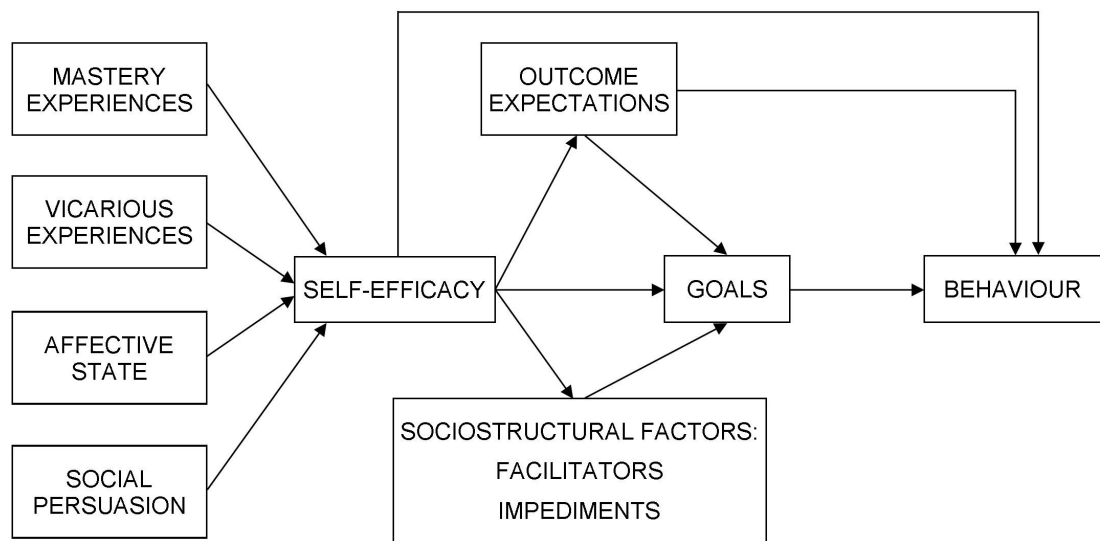 MASTERY
EXPERIENCES
VICARIOUS
EXPERIENCES
AFFECTIVE
STATE
SOCIAL
PERSUASION
SELF-EFFICACY
OUTCOME
EXPECTATIONS
GOALS
SOCIOSTRUCTURAL FACTORS:
FACILITATORS
IMPEDIMENTS
BEHAVIOUR